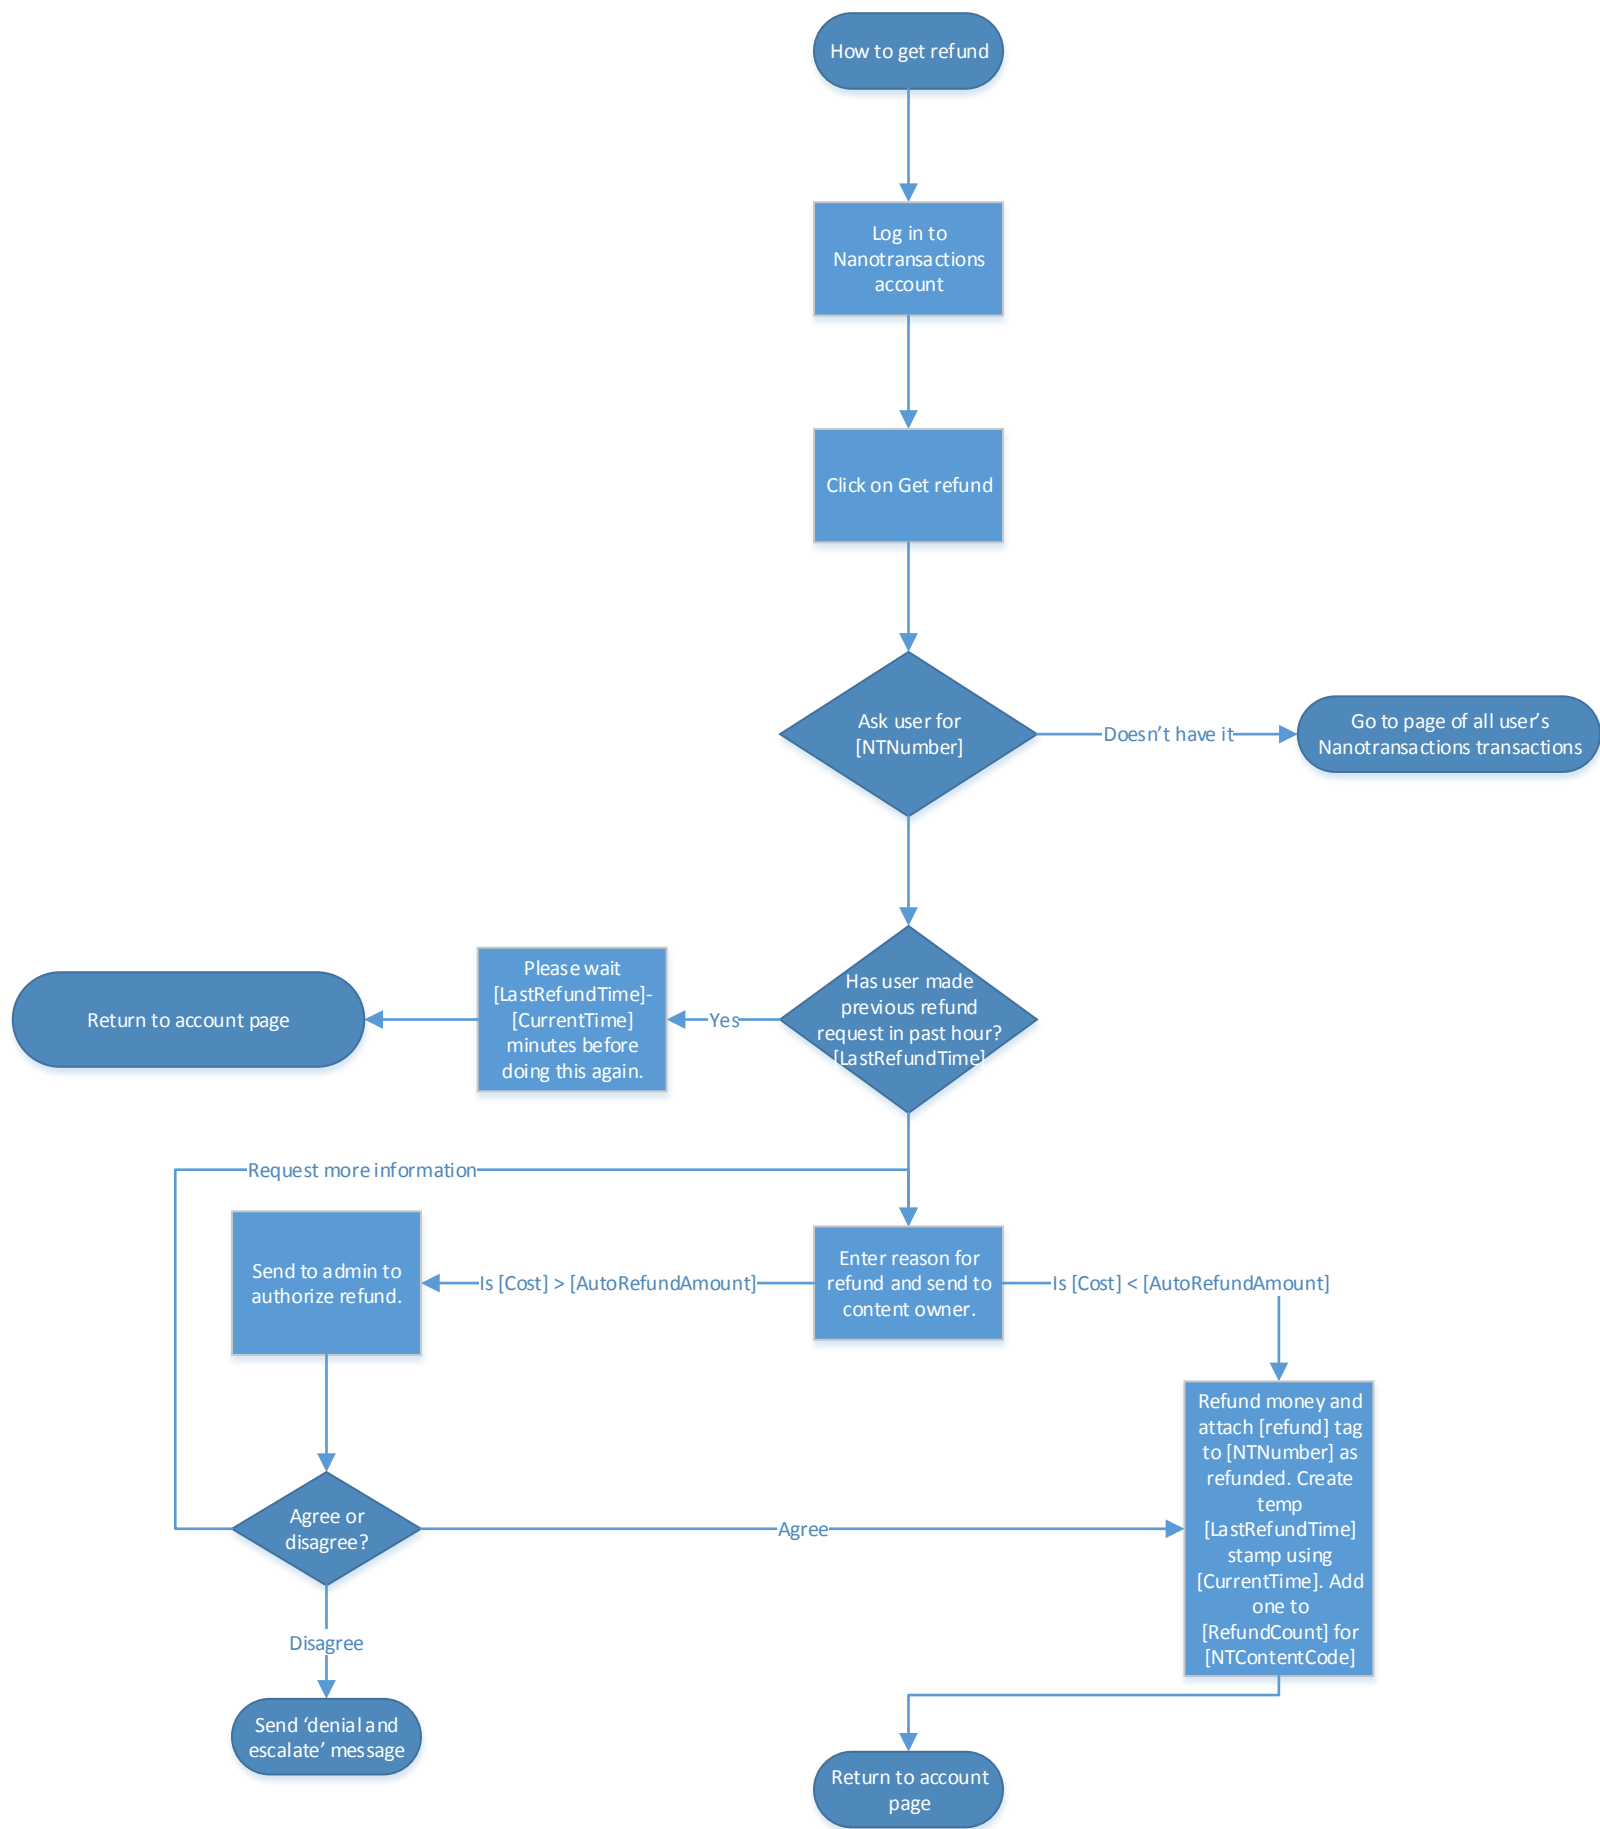 How to get refund
Log in to
Nanotransactions
account
Click on Get refund
Ask user for
[NTNumber]
Doesn't have it
Go to page of all user's
Nanotransactions transactions
Has user made
previous refund
request in past hour?
[LastRefundTime]
Yes
Please wait
[LastRefundTime]-
[CurrentTime]
minutes before
doing this again.
Return to account page
Request more information
Enter reason for
refund and send to
content owner.
Is [Cost] > [AutoRefundAmount]
Is [Cost] < [AutoRefundAmount]
Send to admin to
authorize refund.
Refund money and
attach [refund] tag
to [NTNumber] as
refunded. Create
temp
[LastRefundTime]
stamp using
[CurrentTime]. Add
one to
[RefundCount] for
[NTContentCode]
Agree or
disagree?
Agree
Disagree
Send ‘denial and
escalate’ message
Return to account
page